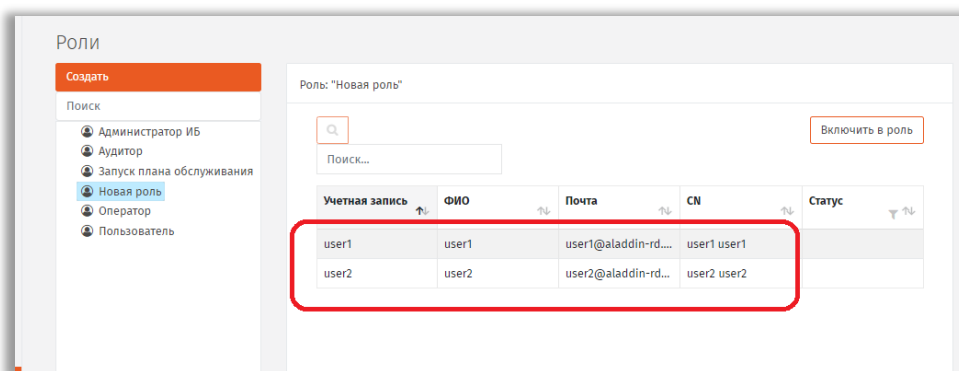 Роли
Создать
Поиск
Администратор ИБ
Аудитор
Запуск плана обслуживания
Новая роль
Оператор
Пользователь
Роль: "Новая роль"
Включить в роль
Поиск...
Учетная запись ФИО Почта CN Статус
user1 user1 user1@aladdin-rd.... user1 user1
user2 user2 user2@aladdin-rd... user2 user2